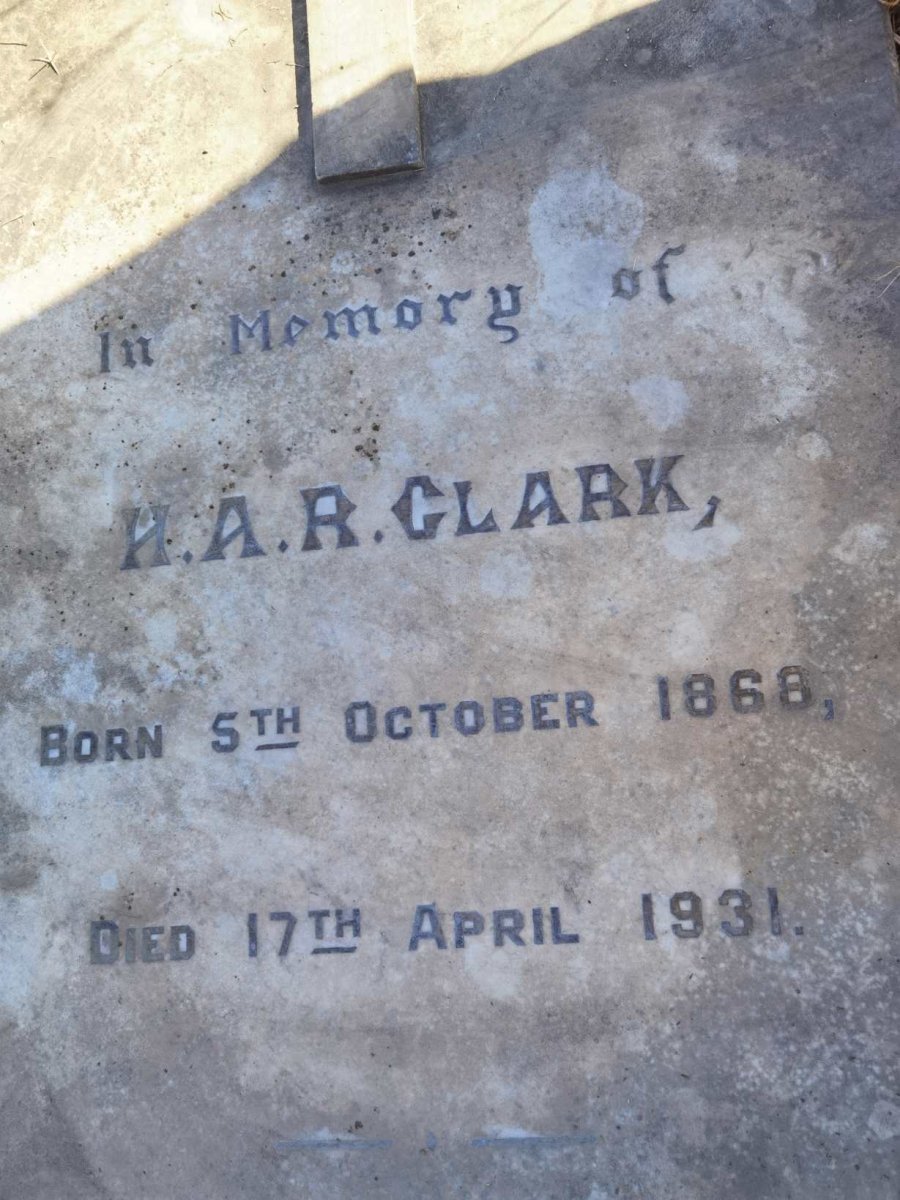 In Memory of
H.A.R. CLARK,
BORN 5TH OCTOBER 1868,
DIED 17TH APRIL 1931.